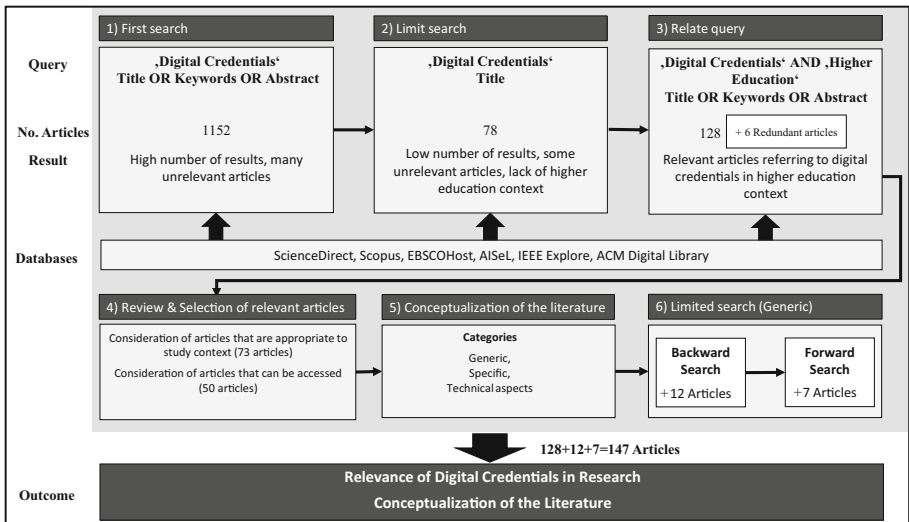 1) First search
2) Limit search
3) Relate query
Query
‚Digital Credentials‘
Title OR Keywords OR Abstract
‚Digital Credentials‘
Title
‚Digital Credentials‘ AND ‚Higher
Education‘
Title OR Keywords OR Abstract
No. Articles
1152
78
128
+ 6 Redundant articles
Result
High number of results, many
unrelevant articles
Low number of results, some
unrelevant articles, lack of higher
education context
Relevant articles referring to digital
credentials in higher education
context
Databases
ScienceDirect, Scopus, EBSCOHost, AISeL, IEEE Explore, ACM Digital Library
4) Review & Selection of relevant articles
5) Conceptualization of the literature
6) Limited search (Generic)
Consideration of articles that are appropriate to
study context (73 articles)
Consideration of articles that can be accessed
(50 articles)
Categories
Generic,
Specific,
Technical aspects
Backward
Search
+12 Articles
Forward
Search
+7 Articles
128+12+7=147 Articles
Outcome
Relevance of Digital Credentials in Research
Conceptualization of the Literature